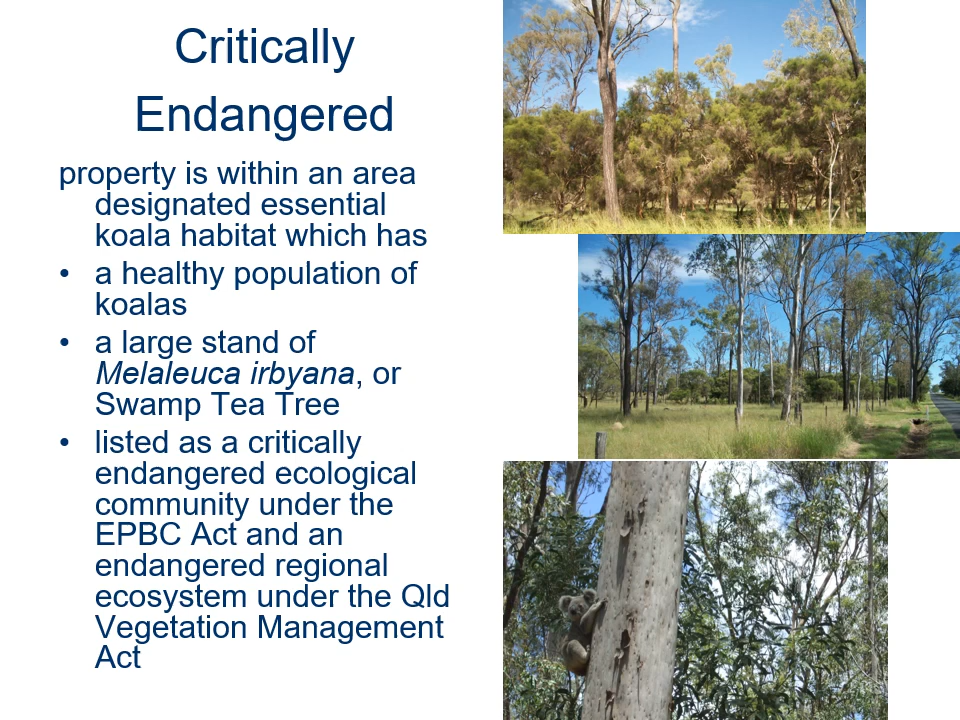 Critically
Endangered
property is within an area
designated essential
koala habitat which has
• a healthy population of
koalas
• a large stand of
Melaleuca irbyana, or
Swamp Tea Tree
• listed as a critically
endangered ecological
community under the
EPBC Act and an
endangered regional
ecosystem under the Qld
Vegetation Management
Act